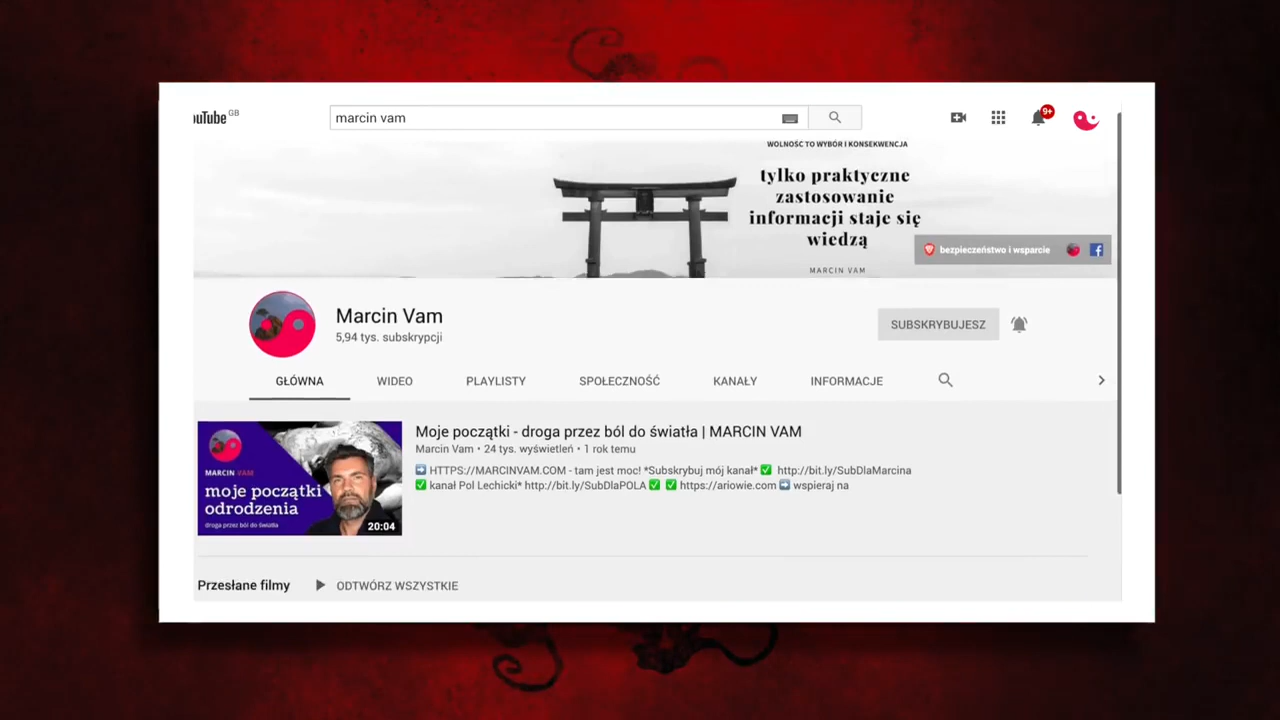 ouTube GB
marcin vam
9+
WOLNOŚĆ TO WYBÓR I KONSEKWENCJA
tylko praktyczne
zastosowanie
informacji staje się
wiedzą
MARCIN VAM
bezpieczeństwo i wsparcie
Marcin Vam
5,94 tys. subskrypcji
SUBSKRYBUJESZ
GŁÓWNA WIDEO PLAYLISTY SPOŁECZNOŚĆ KANAŁY INFORMACJE
MARCIN VAM
moje początki
odrodzenia
droga przez ból do światła
20:04
Moje początki - droga przez ból do światła | MARCIN VAM
Marcin Vam • 24 tys. wyświetleń • 1 rok temu
➡️ HTTPS://MARCINVAM.COM - tam jest moc! *Subskrybuj mój kanał* ✅ http://bit.ly/SubDlaMarcina
✅ kanał Pol Lechicki* http://bit.ly/SubDlaPOLA ✅ ✅ https://ariowie.com ➡️ wspieraj na
Przesłane filmy ODTWÓRZ WSZYSTKIE